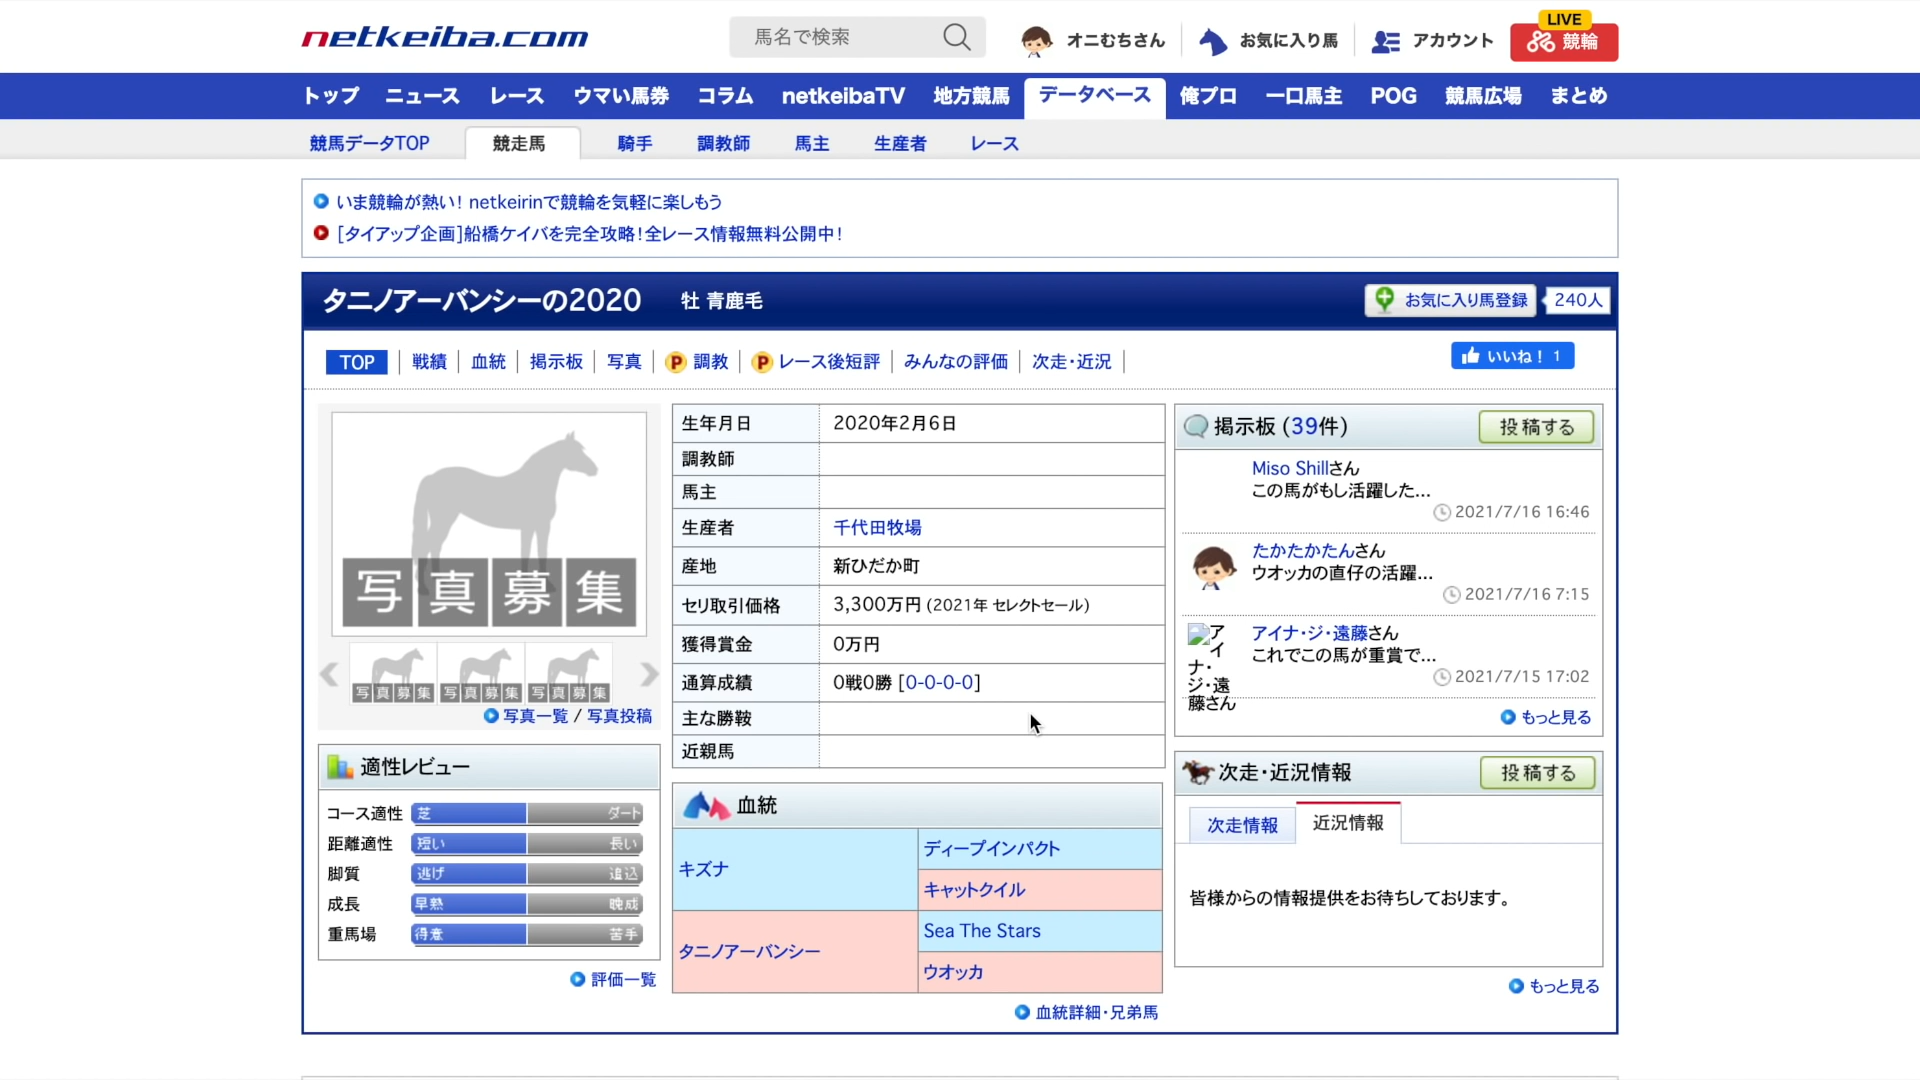 netkeiba.com
馬名で検索
オニむちさん
お気に入り馬
アカウント
LIVE
競輪
トップ ニュース レース ウマい馬券 コラム netkeibaTV 地方競馬 データベース 俺プロ 一口馬主 POG 競馬広場 まとめ
競馬データTOP 競走馬 騎手 調教師 馬主 生産者 レース
いま競輪が熱い! netkeirinで競輪を気軽に楽しもう
[タイアップ企画]船橋ケイバを完全攻略!全レース情報無料公開中!
タニノアーバンシーの2020 牡 青鹿毛
お気に入り馬登録 240人
TOP 戦績 血統 掲示板 写真 P 調教 P レース後短評 みんなの評価 次走・近況
いいね! 1
写真募集
写真募集 写真募集 写真募集
写真一覧 / 写真投稿
適性レビュー
コース適性 芝 ダート
距離適性 短い 長い
脚質 逃げ 追込
成長 早熟 晩成
重馬場 得意 苦手
評価一覧
生年月日 2020年2月6日
調教師
馬主
生産者 千代田牧場
産地 新ひだか町
セリ取引価格 3,300万円 (2021年 セレクトセール)
獲得賞金 0万円
通算成績 0戦0勝 [0-0-0-0]
主な勝鞍
近親馬
血統
キズナ
ディープインパクト
キャットクイル
タニノアーバンシー
Sea The Stars
ウオッカ
血統詳細・兄弟馬
掲示板 (39件) 投稿する
Miso Shillさん
この馬がもし活躍した...
2021/7/16 16:46
たかたかたんさん
ウオッカの直仔の活躍...
2021/7/16 7:15
アイナ・ジ・遠藤さん
アイナ・ジ・遠藤さん
これでこの馬が重賞で...
2021/7/15 17:02
もっと見る
次走・近況情報 投稿する
次走情報 近況情報
皆様からの情報提供をお待ちしております。
もっと見る